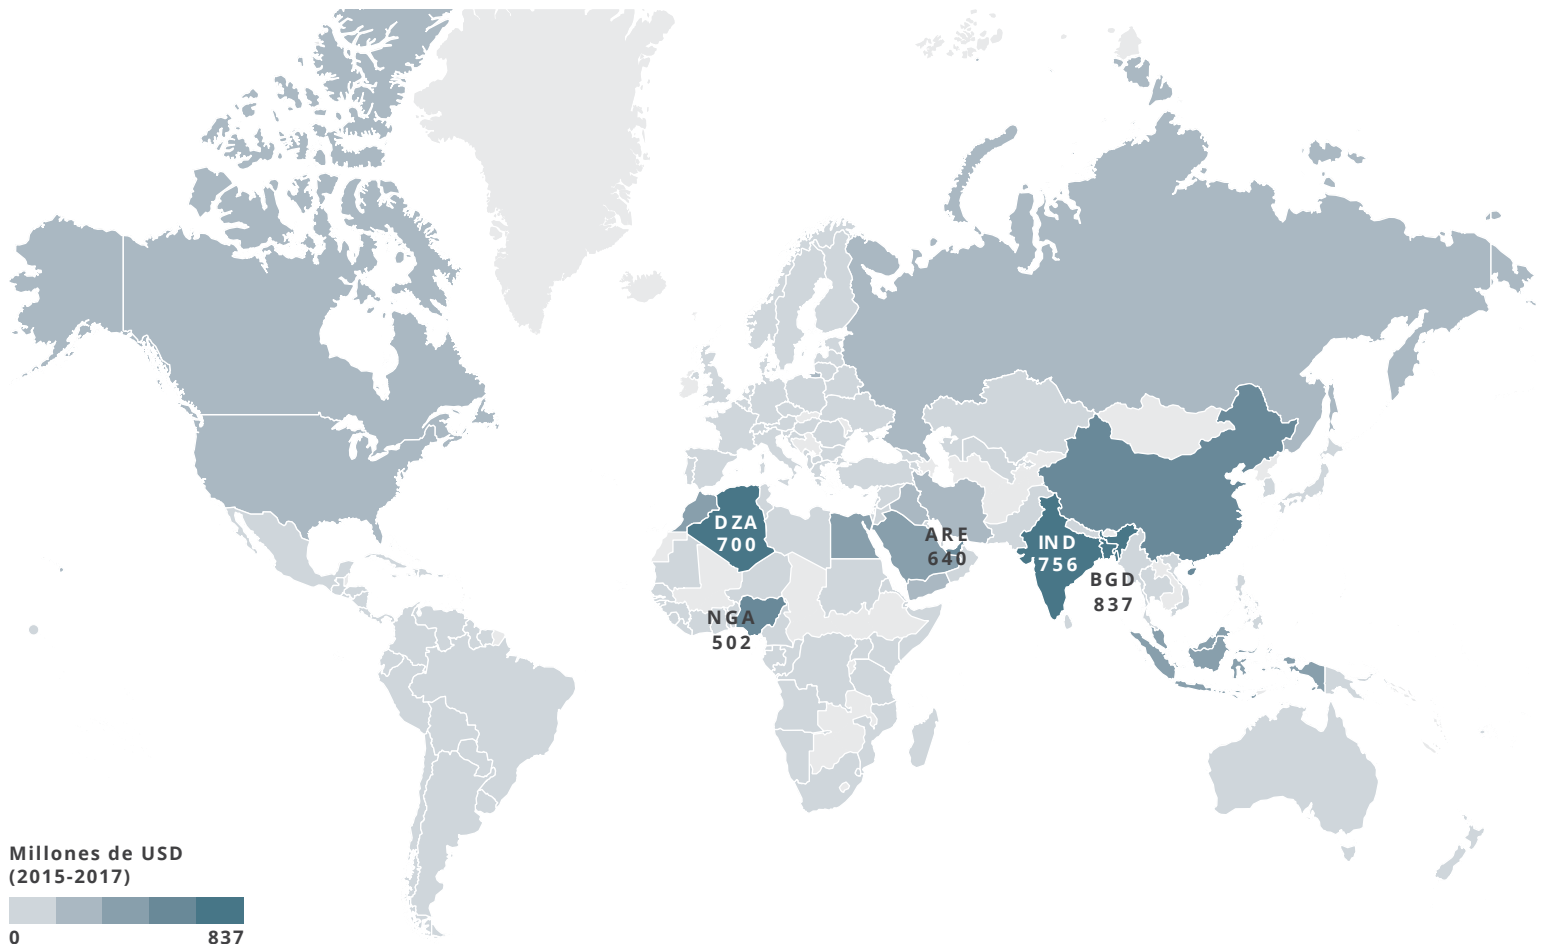 DZA
700
ARE
640
IND
756
BGD
837
NGA
502
Millones de USD
(2015-2017)
0 837